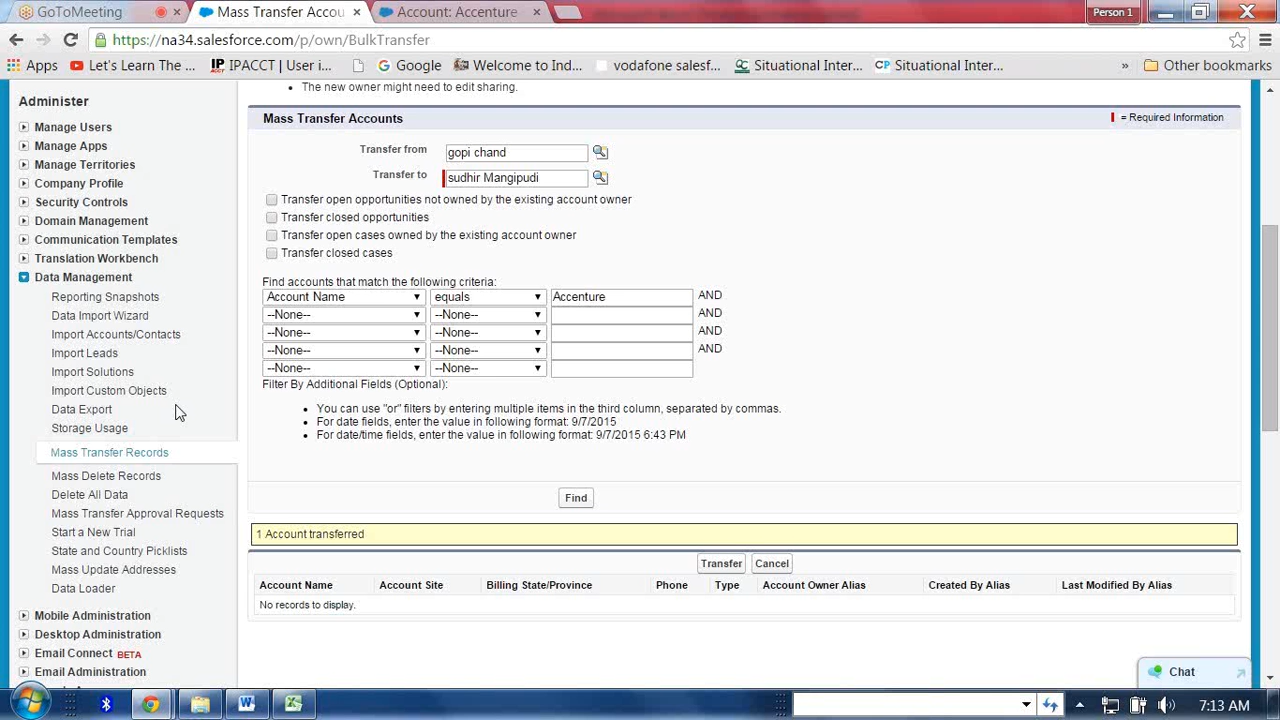 GoToMeeting
Mass Transfer Accou
Account: Accenture
Person 1
https://na34.salesforce.com/p/own/BulkTransfer
Apps
Let's Learn The ...
IPACCT | User i...
Google
Welcome to Ind...
vodafone salesf...
Situational Inter...
CP Situational Inter...
»
Other bookmarks
Administer
Manage Users
Manage Apps
Manage Territories
Company Profile
Security Controls
Domain Management
Communication Templates
Translation Workbench
Data Management
Reporting Snapshots
Data Import Wizard
Import Accounts/Contacts
Import Leads
Import Solutions
Import Custom Objects
Data Export
Storage Usage
Mass Transfer Records
Mass Delete Records
Delete All Data
Mass Transfer Approval Requests
Start a New Trial
State and Country Picklists
Mass Update Addresses
Data Loader
Mobile Administration
Desktop Administration
Email Connect BETA
Email Administration
• The new owner might need to edit sharing.
Mass Transfer Accounts
= Required Information
Transfer from gopi chand
Transfer to sudhir Mangipudi
Transfer open opportunities not owned by the existing account owner
Transfer closed opportunities
Transfer open cases owned by the existing account owner
Transfer closed cases
Find accounts that match the following criteria:
Account Name equals Accenture AND
--None-- --None-- AND
--None-- --None-- AND
--None-- --None-- AND
--None-- --None--
Filter By Additional Fields (Optional):
• You can use "or" filters by entering multiple items in the third column, separated by commas.
• For date fields, enter the value in following format: 9/7/2015
• For date/time fields, enter the value in following format: 9/7/2015 6:43 PM
Find
1 Account transferred
Transfer Cancel
Account Name Account Site Billing State/Province Phone Type Account Owner Alias Created By Alias Last Modified By Alias
No records to display.
Chat
7:13 AM